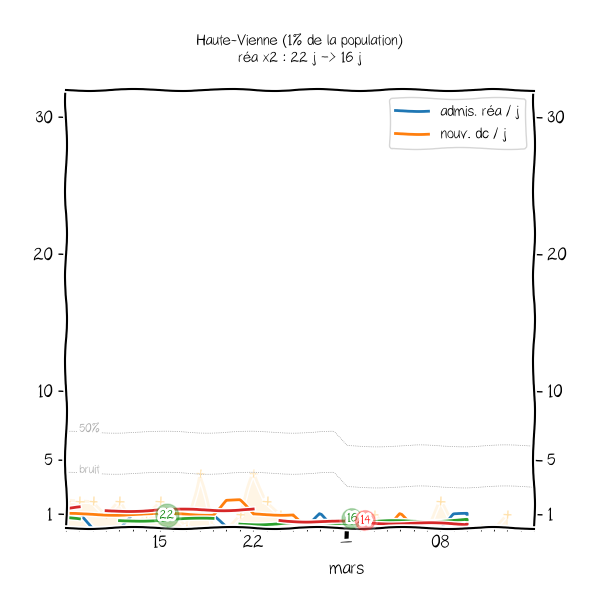 Haute-Vienne (1% de la population)
réa x2 : 22 j -> 16 j
admis. réa / j
nouv. dc / j
30 30
20 20
10 10
50%
5 5
bruit
1 22 16 14 1
15 22 1 08
mars